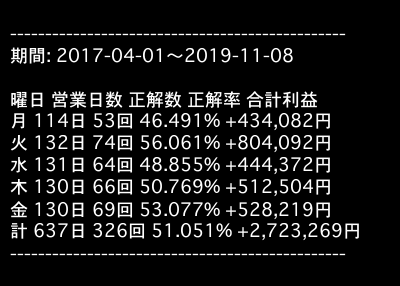 ------------------------------------------------
期間: 2017-04-01～2019-11-08
曜日 営業日数 正解数 正解率 合計利益
月 114日 53回 46.491% +434,082円
火 132日 74回 56.061% +804,092円
水 131日 64回 48.855% +444,372円
木 130日 66回 50.769% +512,504円
金 130日 69回 53.077% +528,219円
計 637日 326回 51.051% +2,723,269円
------------------------------------------------